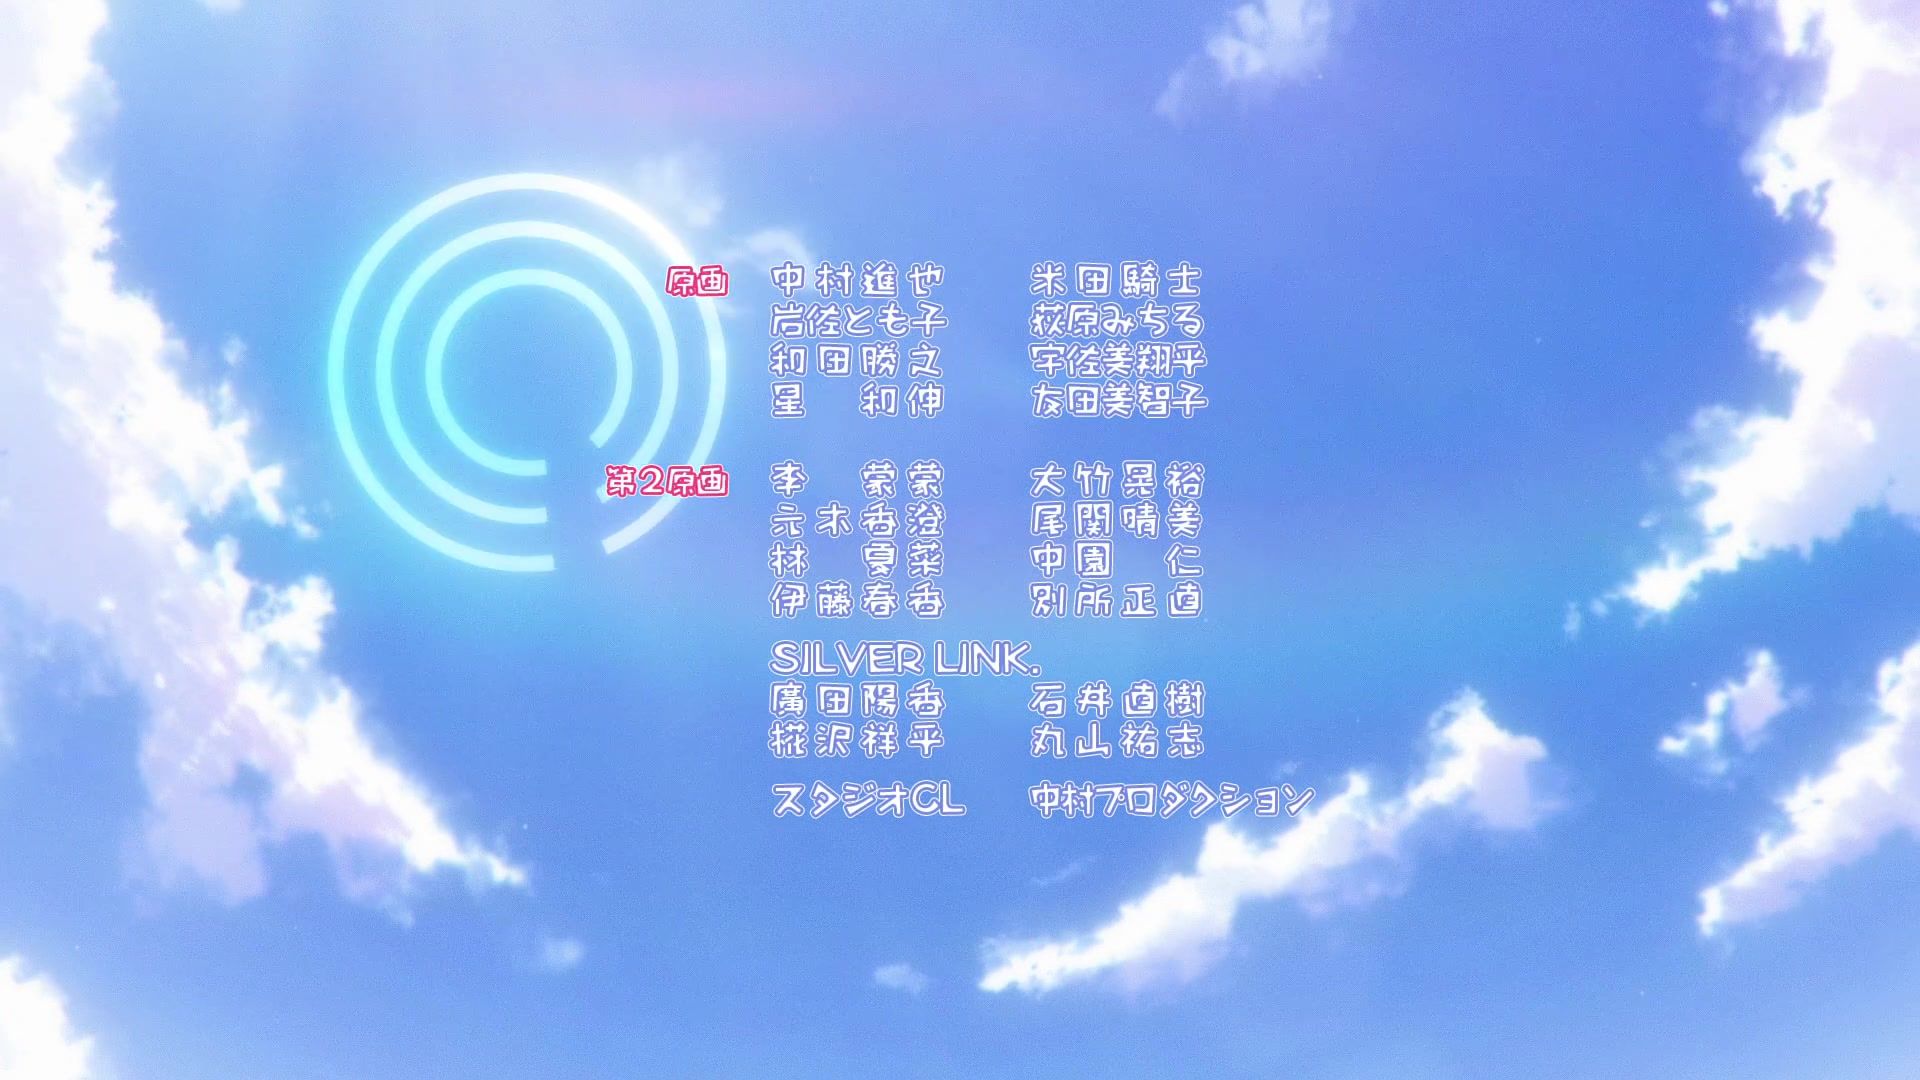 原画 中村進也 米田騎士
岩佐とも子 荻原みちる
和田勝之 宇佐美翔平
星 和伸 友田美智子
第2原画 李 蒙蒙 大竹晃裕
六木香澄 尾関晴美
林 夏菜 中園 仁
伊藤春香 別所正直
SILVER LINK.
廣田陽香 石井直樹
椛沢祥平 丸山祐志
スタジオCL 中村プロダクション